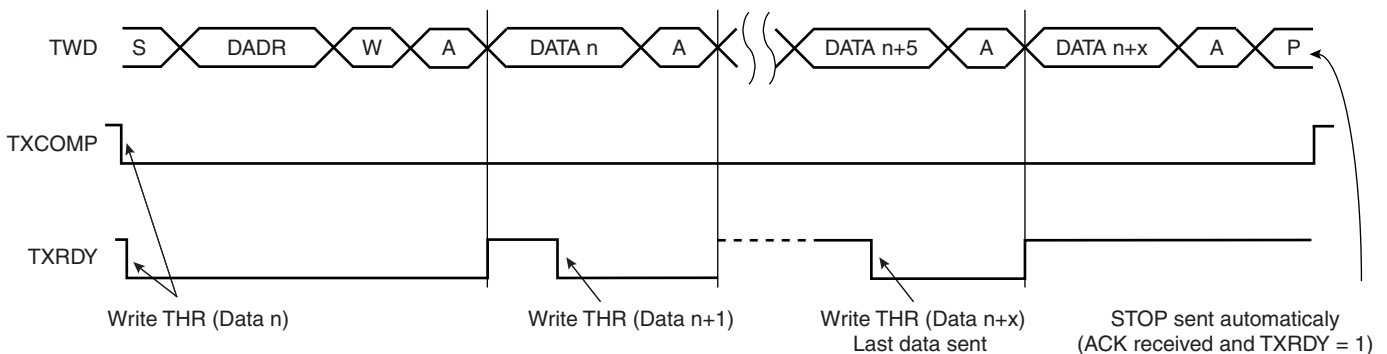 TWD S DADR W A DATA n A DATA n+5 A DATA n+x A P
TXCOMP
TXRDY
Write THR (Data n)
Write THR (Data n+1)
Write THR (Data n+x)
Last data sent
STOP sent automaticaly
(ACK received and TXRDY = 1)